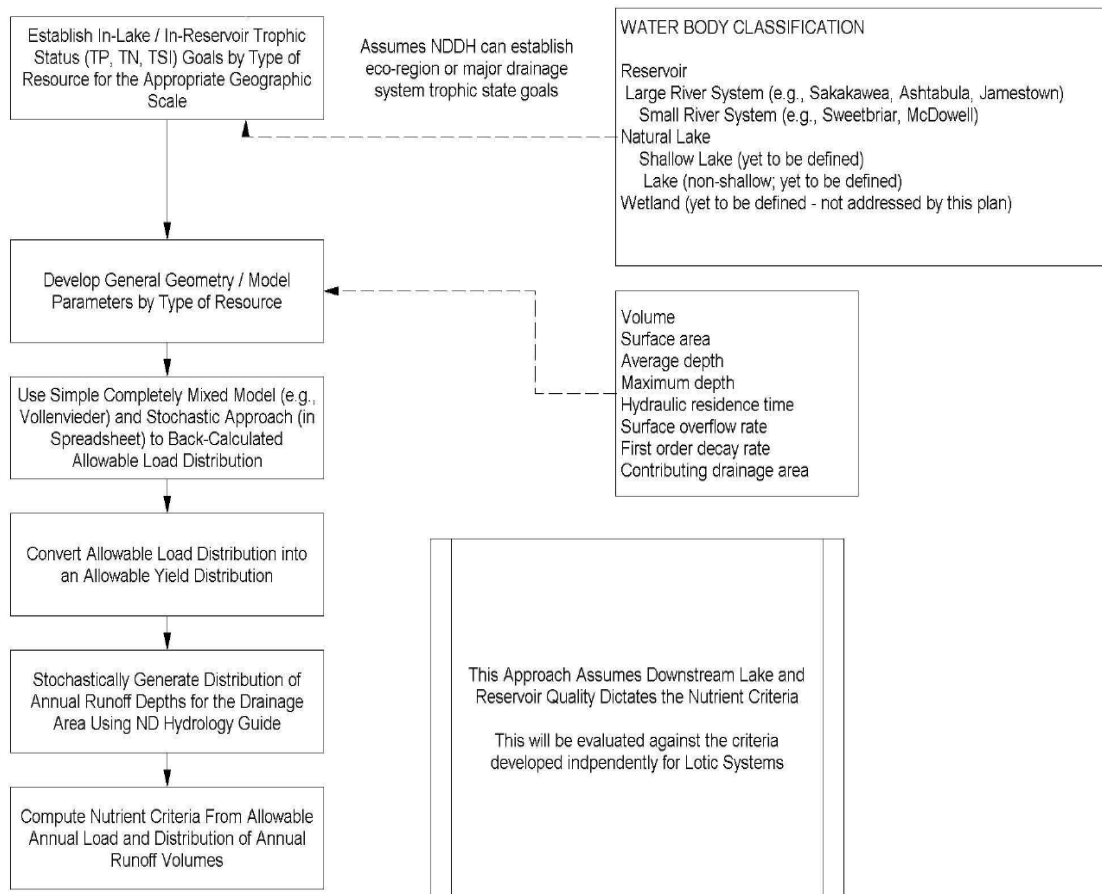 Establish In-Lake / In-Reservoir Trophic
Status (TP, TN, TSI) Goals by Type of
Resource for the Appropriate Geographic
Scale
Assumes NDDH can establish
eco-region or major drainage
system trophic state goals
WATER BODY CLASSIFICATION
Reservoir
Large River System (e.g., Sakakawea, Ashtabula, Jamestown)
Small River System (e.g., Sweetbriar, McDowell)
Natural Lake
Shallow Lake (yet to be defined)
Lake (non-shallow; yet to be defined)
Wetland (yet to be defined - not addressed by this plan)
Develop General Geometry / Model
Parameters by Type of Resource
Volume
Surface area
Average depth
Maximum depth
Hydraulic residence time
Surface overflow rate
First order decay rate
Contributing drainage area
Use Simple Completely Mixed Model (e.g.,
Vollenvieder) and Stochastic Approach (in
Spreadsheet) to Back-Calculated
Allowable Load Distribution
Convert Allowable Load Distribution into
an Allowable Yield Distribution
Stochastically Generate Distribution of
Annual Runoff Depths for the Drainage
Area Using ND Hydrology Guide
Compute Nutrient Criteria From Allowable
Annual Load and Distribution of Annual
Runoff Volumes
This Approach Assumes Downstream Lake and
Reservoir Quality Dictates the Nutrient Criteria
This will be evaluated against the criteria
developed indpendently for Lotic Systems